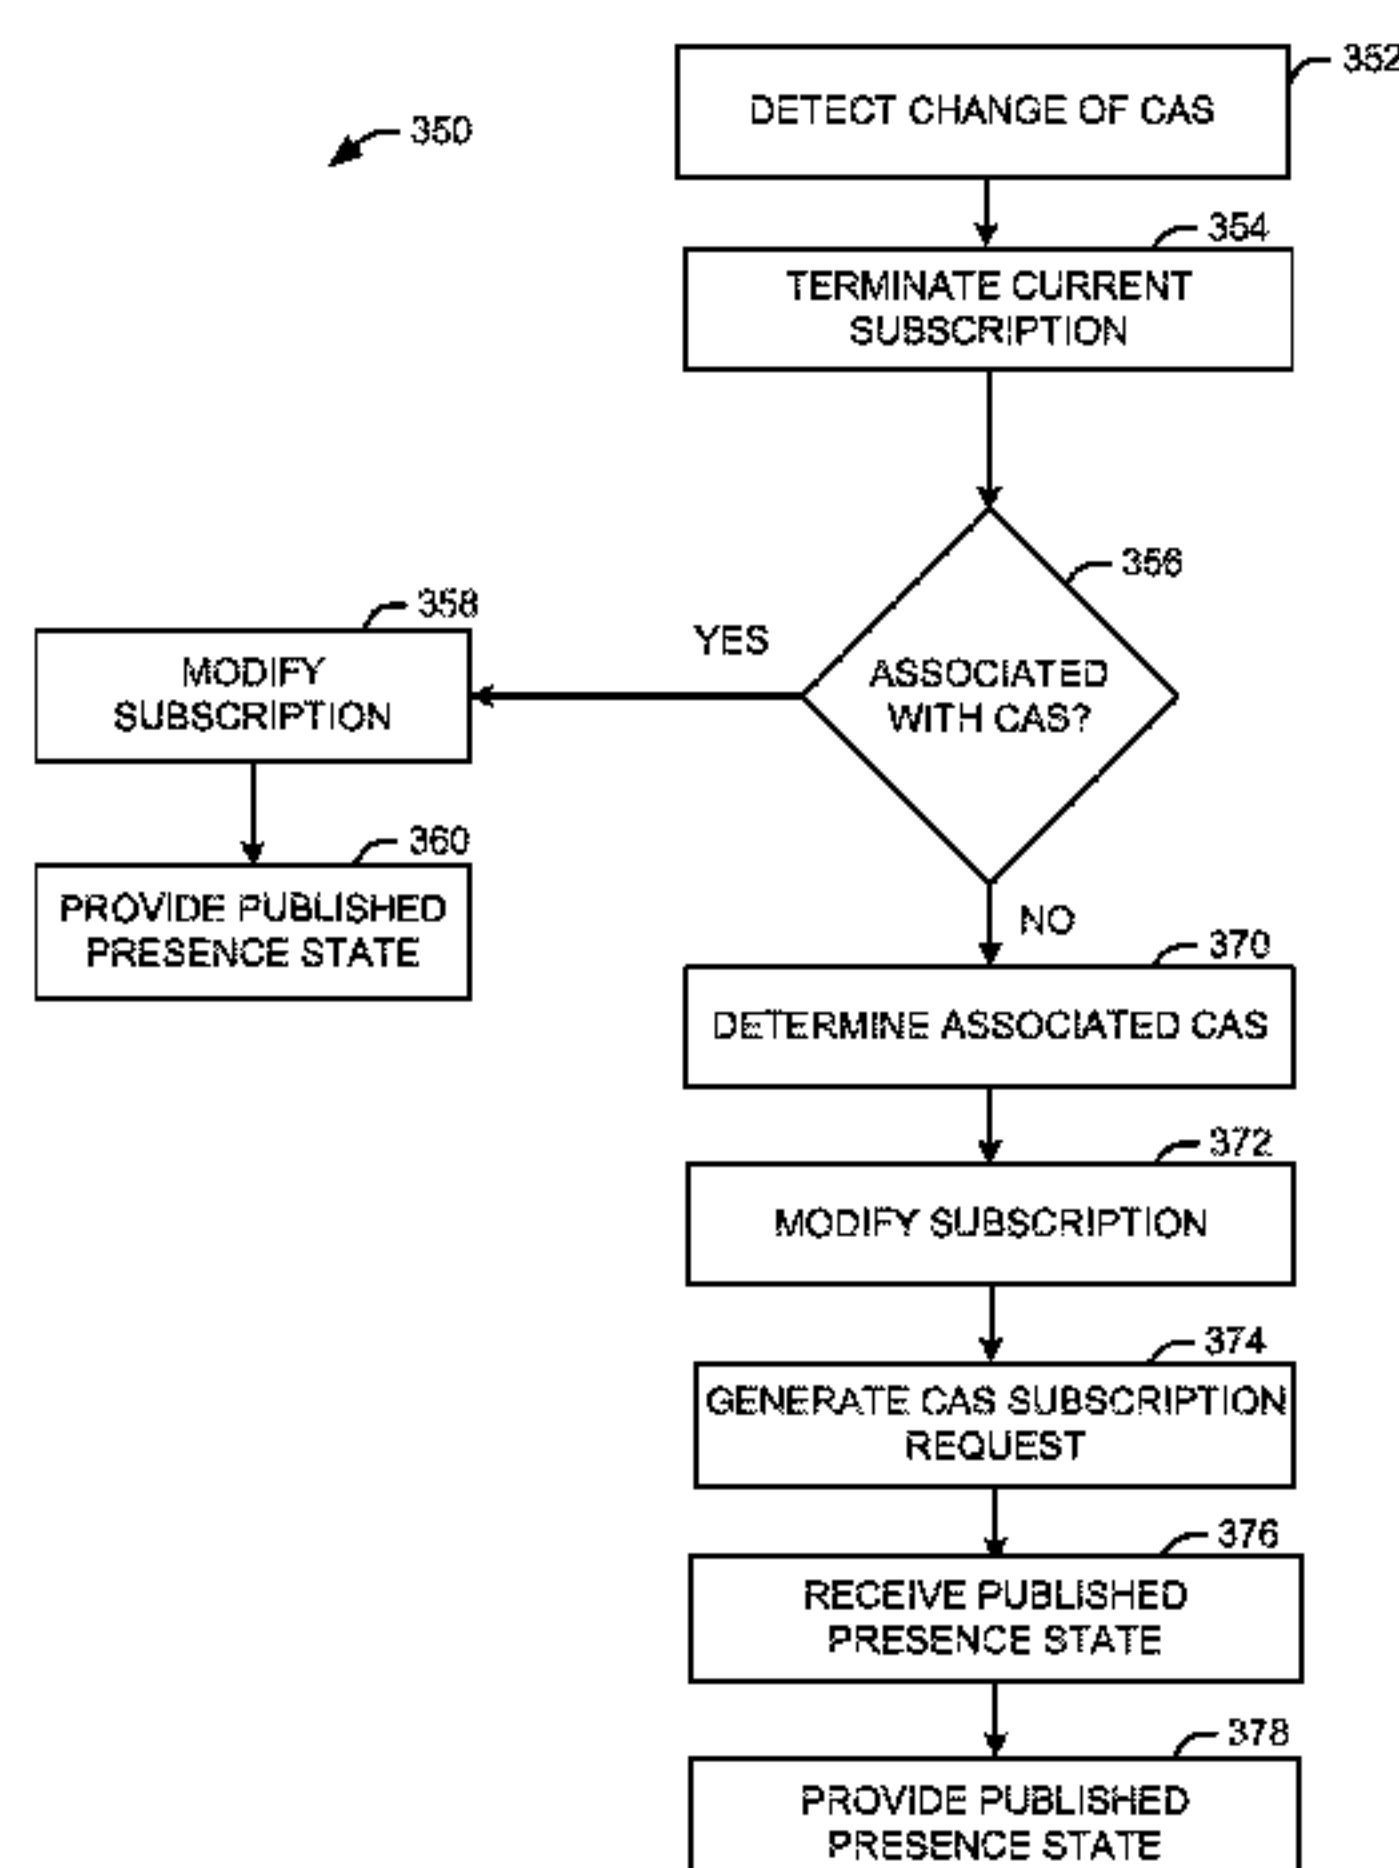 352
DETECT CHANGE OF CAS
350
354
TERMINATE CURRENT
SUBSCRIPTION
356
ASSOCIATED
WITH CAS?
YES
358
MODIFY
SUBSCRIPTION
360
PROVIDE PUBLISHED
PRESENCE STATE
NO
370
DETERMINE ASSOCIATED CAS
372
MODIFY SUBSCRIPTION
374
GENERATE CAS SUBSCRIPTION
REQUEST
376
RECEIVE PUBLISHED
PRESENCE STATE
378
PROVIDE PUBLISHED
PRESENCE STATE